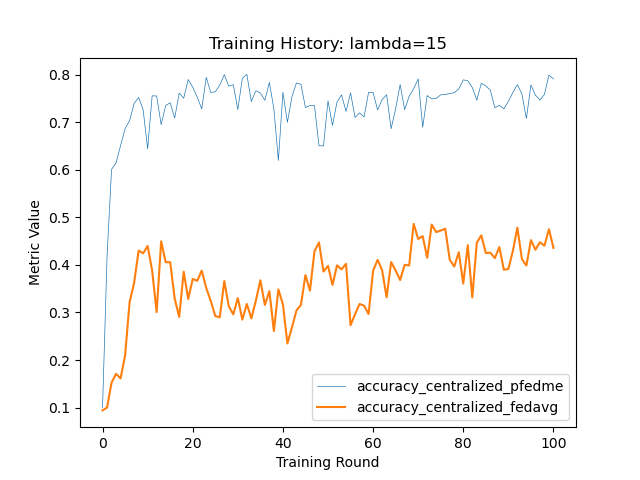 Training History: lambda=15
Metric Value
0.8
0.7
0.6
0.5
0.4
0.3
0.2
0.1
accuracy_centralized_pfedme
accuracy_centralized_fedavg
0
20
40
60
80
100
Training Round